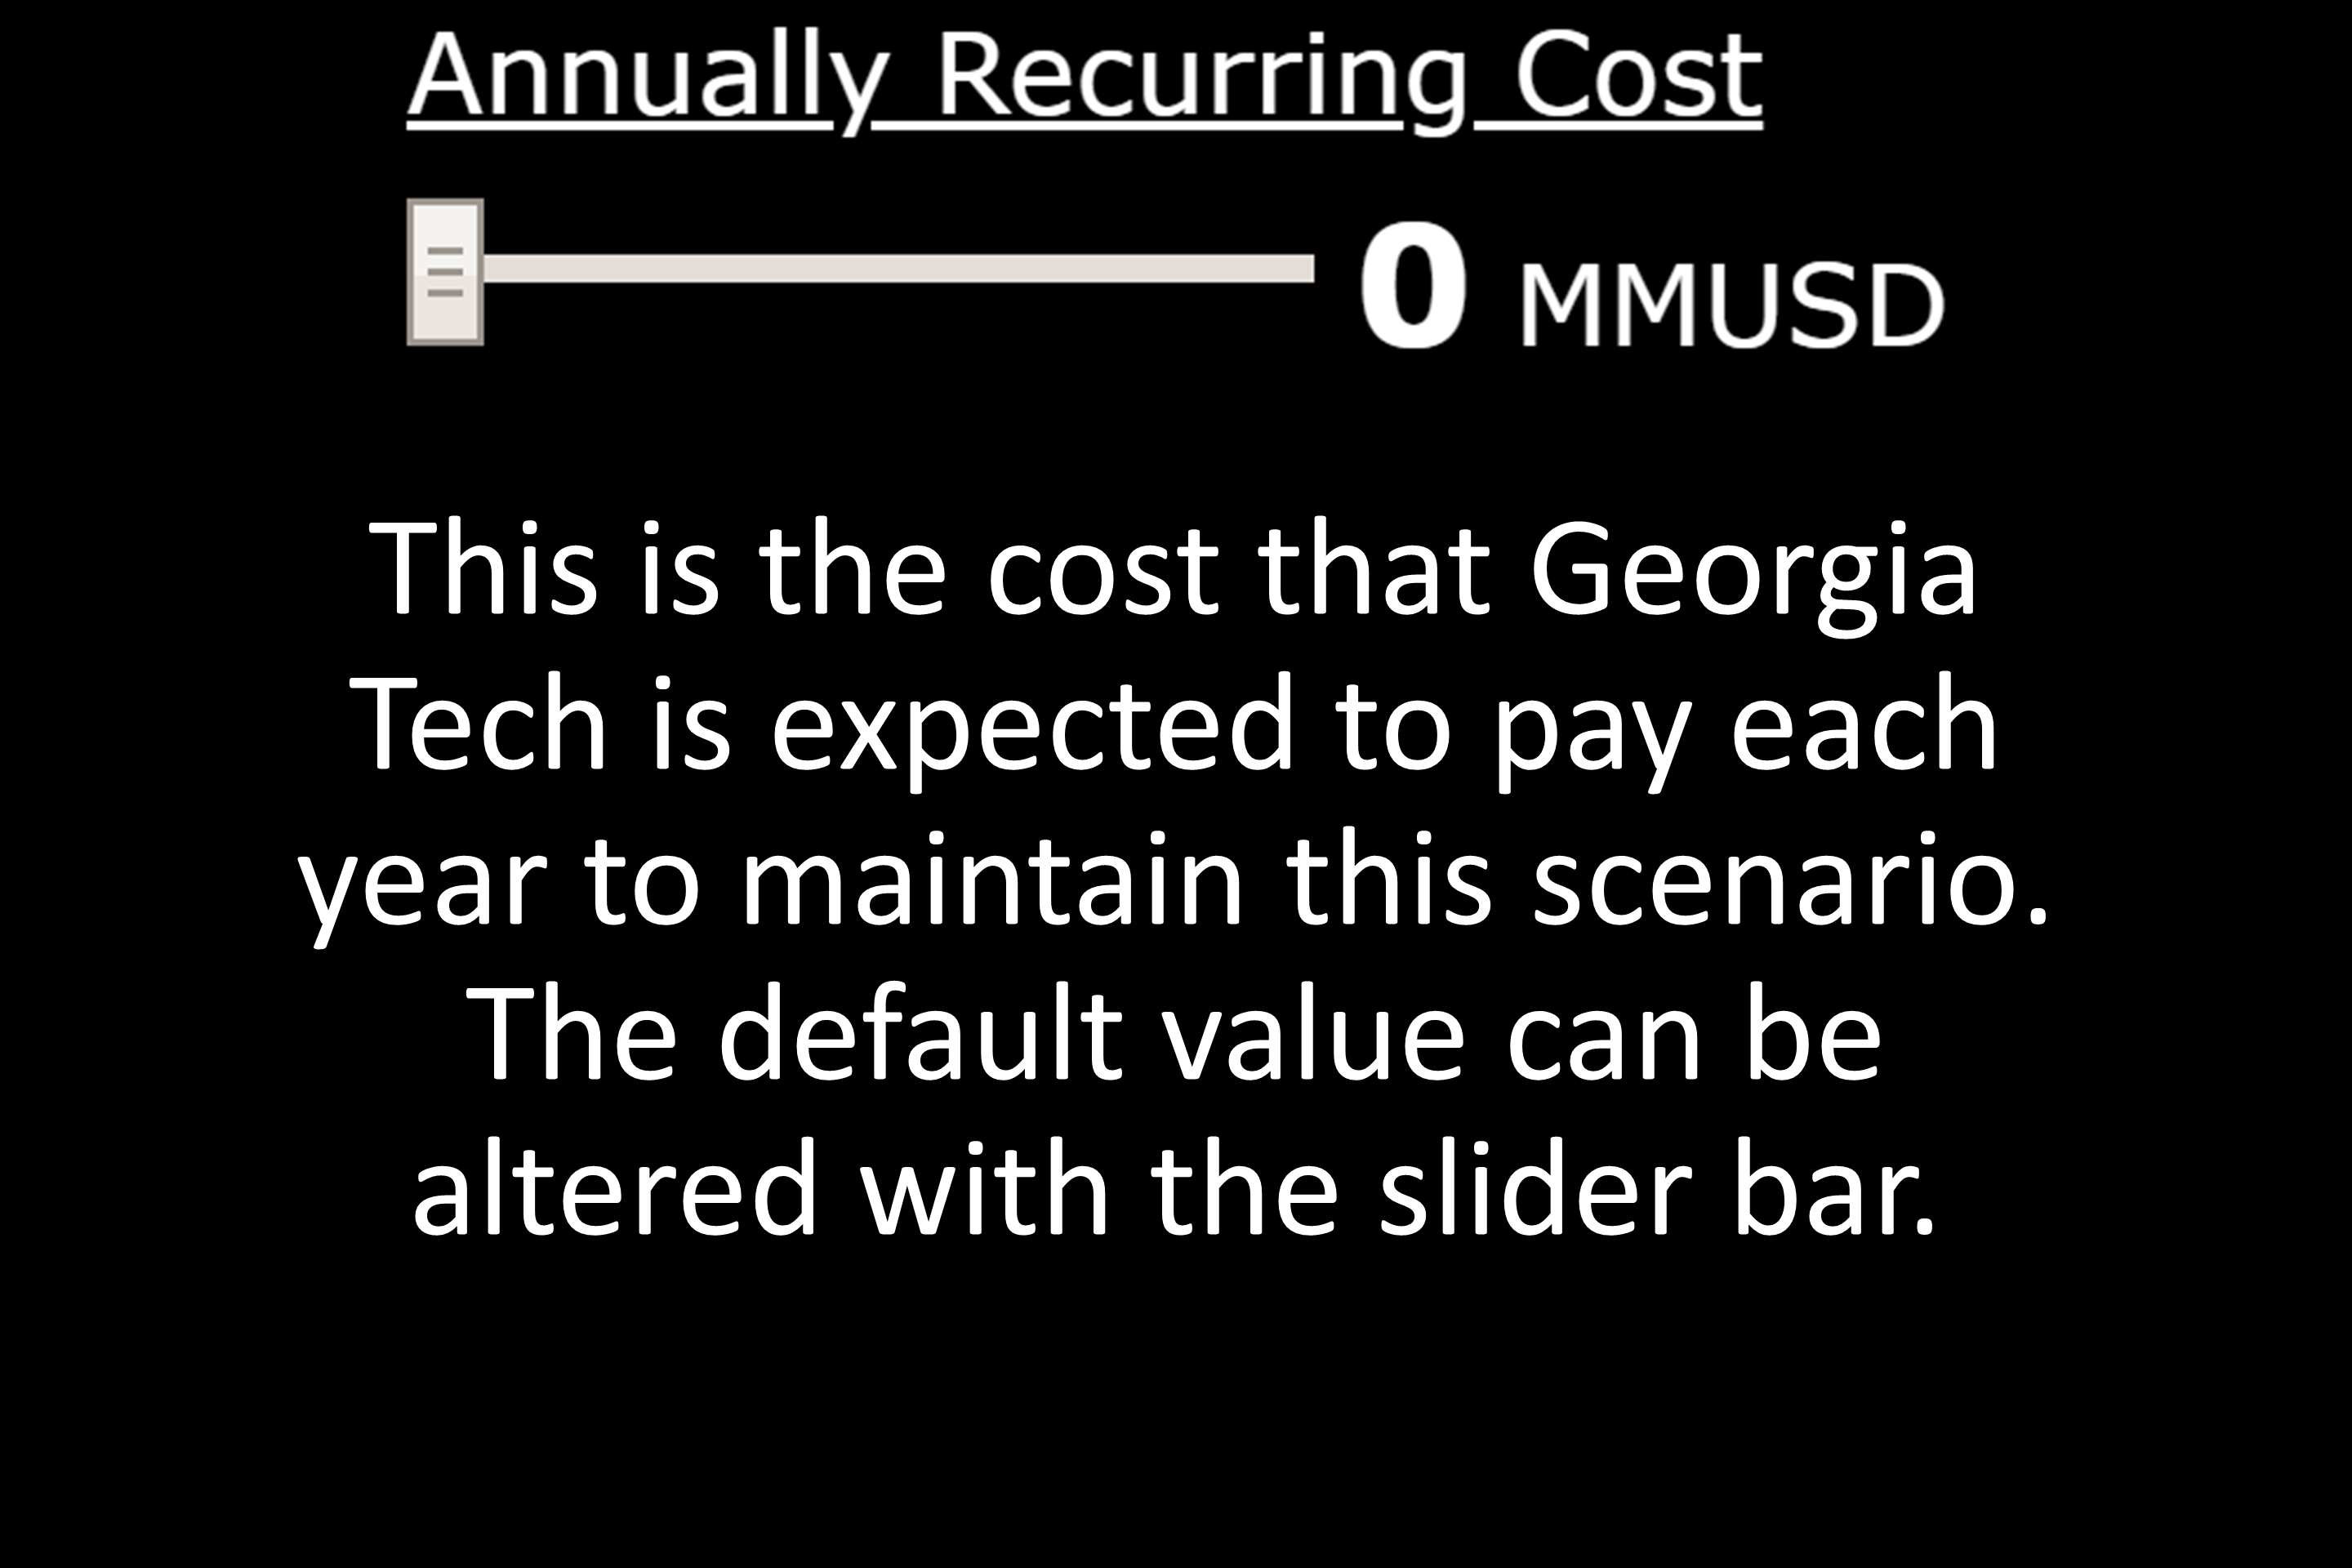 Annually Recurring Cost
0 MMUSD
This is the cost that Georgia
Tech is expected to pay each
year to maintain this scenario.
The default value can be
altered with the slider bar.